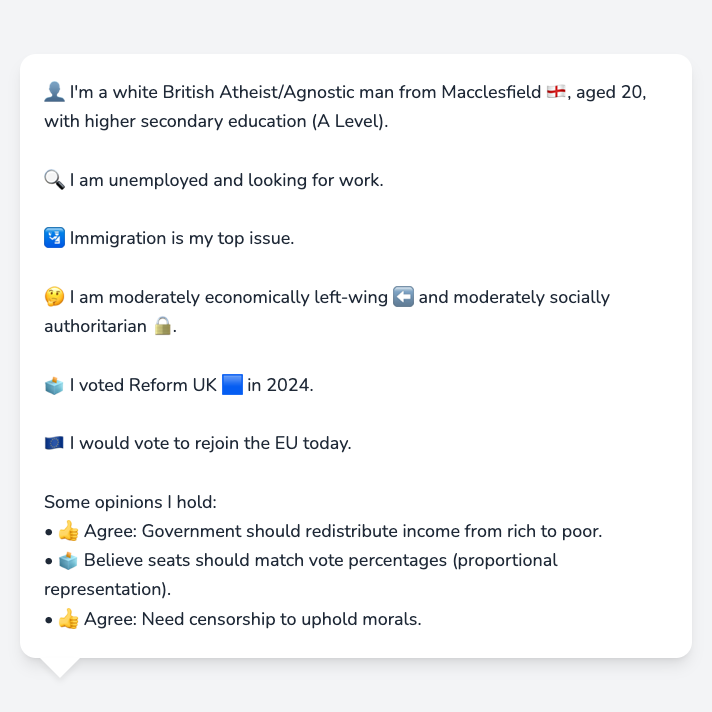 👤 I'm a white British Atheist/Agnostic man from Macclesfield 🏴󠁧󠁢󠁥󠁮󠁧󠁿, aged 20,
with higher secondary education (A Level).
🔍 I am unemployed and looking for work.
🛂 Immigration is my top issue.
🤔 I am moderately economically left-wing ⬅️ and moderately socially
authoritarian 🔒.
🗳️ I voted Reform UK 🟦 in 2024.
🇪🇺 I would vote to rejoin the EU today.
Some opinions I hold:
• 👍 Agree: Government should redistribute income from rich to poor.
• 🗳️ Believe seats should match vote percentages (proportional
representation).
• 👍 Agree: Need censorship to uphold morals.